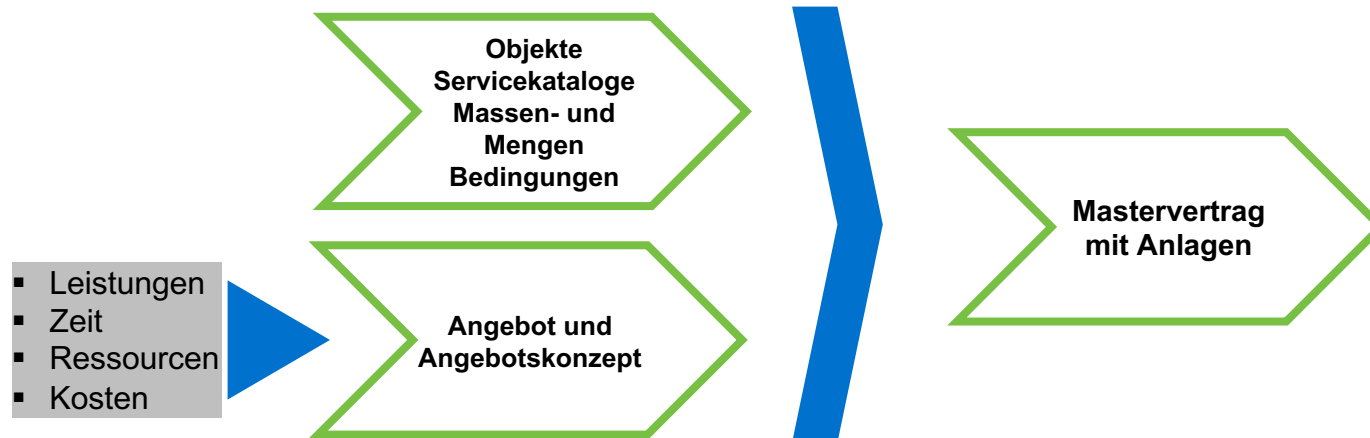 Objekte
Servicekataloge
Massen- und
Mengen
Bedingungen
Mastervertrag
mit Anlagen
▪ Leistungen
▪ Zeit
▪ Ressourcen
▪ Kosten
Angebot und
Angebotskonzept